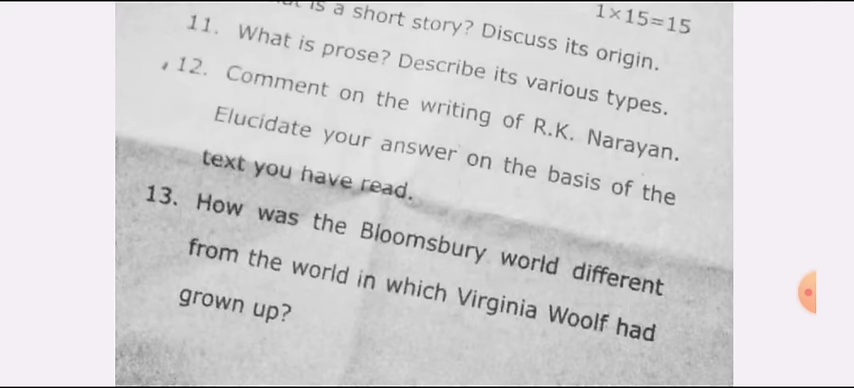 is a short story? Discuss its origin.
1×15=15
11. What is prose? Describe its various types.
12. Comment on the writing of R.K. Narayan.
Elucidate your answer on the basis of the
text you have read.
13. How was the Bloomsbury world different
from the world in which Virginia Woolf had
grown up?